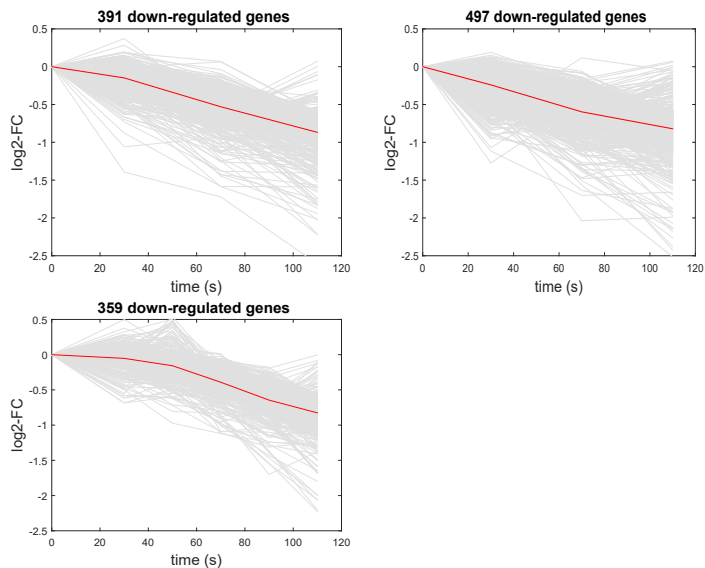 391 down-regulated genes
0.5
0
-0.5
-1
-1.5
-2
-2.5
log2-FC
0 20 40 60 80 100 120
time (s)
497 down-regulated genes
0.5
0
-0.5
-1
-1.5
-2
-2.5
log2-FC
0 20 40 60 80 100 120
time (s)
359 down-regulated genes
0.5
0
-0.5
-1
-1.5
-2
-2.5
log2-FC
0 20 40 60 80 100 120
time (s)